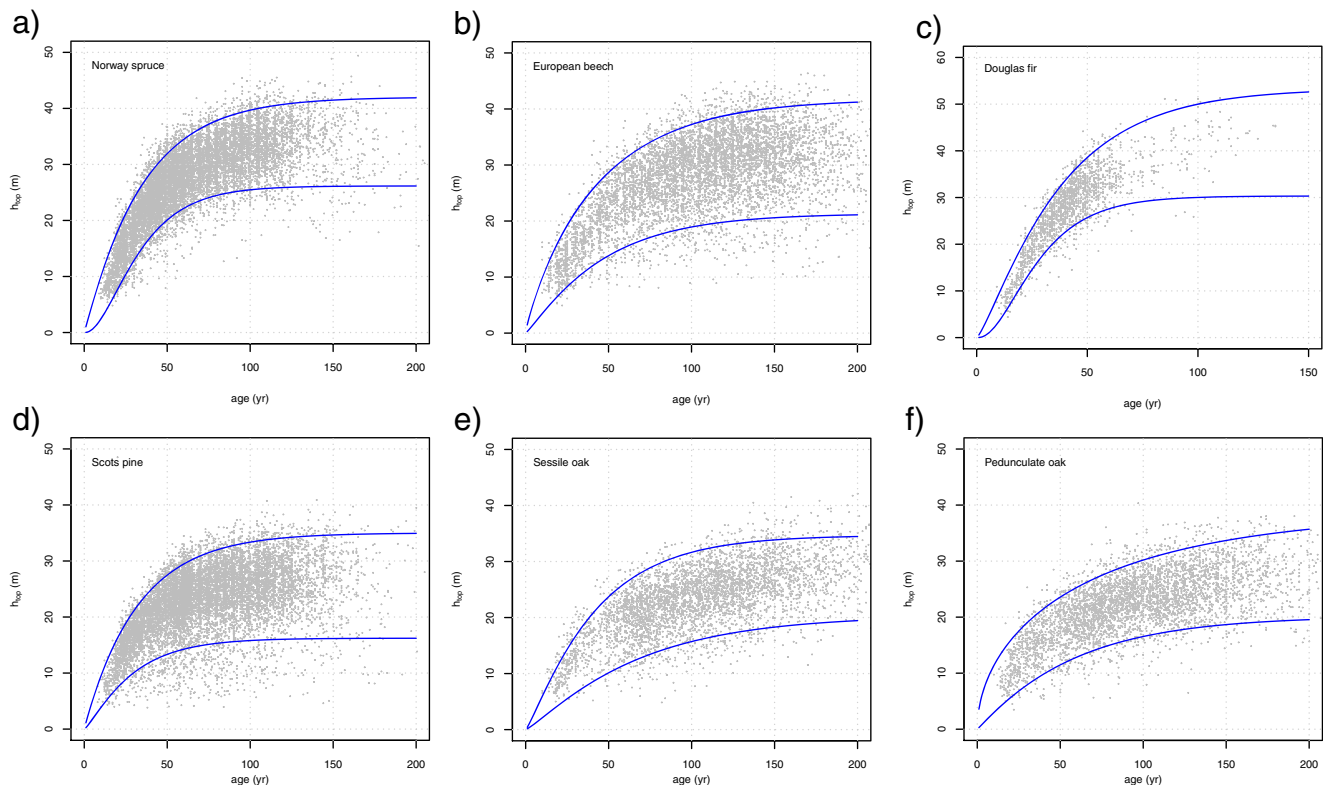 a)
Norway spruce
50
40
30
20
10
0
h_top (m)
0 50 100 150 200
age (yr)
b)
European beech
50
40
30
20
10
0
h_top (m)
0 50 100 150 200
age (yr)
c)
Douglas fir
60
50
40
30
20
10
0
h_top (m)
0 50 100 150
age (yr)
d)
Scots pine
50
40
30
20
10
0
h_top (m)
0 50 100 150 200
age (yr)
e)
Sessile oak
50
40
30
20
10
0
h_top (m)
0 50 100 150 200
age (yr)
f)
Pedunculate oak
50
40
30
20
10
0
h_top (m)
0 50 100 150 200
age (yr)